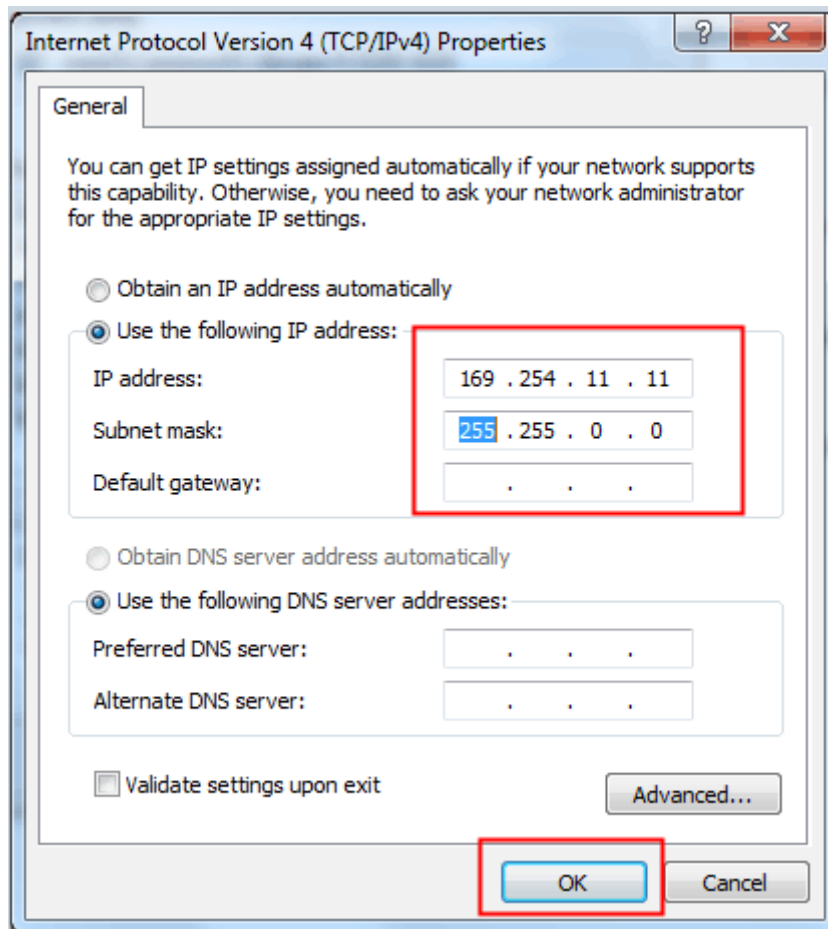 Internet Protocol Version 4 (TCP/IPv4) Properties
General
You can get IP settings assigned automatically if your network supports
this capability. Otherwise, you need to ask your network administrator
for the appropriate IP settings.
Obtain an IP address automatically
Use the following IP address:
IP address: 169 . 254 . 11 . 11
Subnet mask: 255 . 255 . 0 . 0
Default gateway: . . .
Obtain DNS server address automatically
Use the following DNS server addresses:
Preferred DNS server: . . .
Alternate DNS server: . . .
Validate settings upon exit
Advanced...
OK Cancel